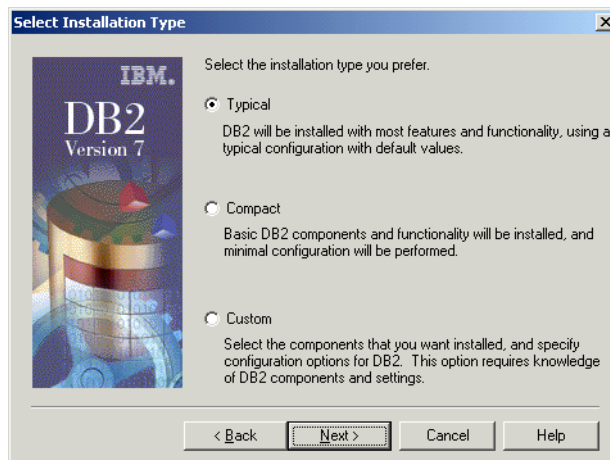 Select Installation Type
IBM.
DB2
Version 7
Select the installation type you prefer.
Typical
DB2 will be installed with most features and functionality, using a
typical configuration with default values.
Compact
Basic DB2 components and functionality will be installed, and
minimal configuration will be performed.
Custom
Select the components that you want installed, and specify
configuration options for DB2. This option requires knowledge
of DB2 components and settings.
< Back
Next >
Cancel
Help